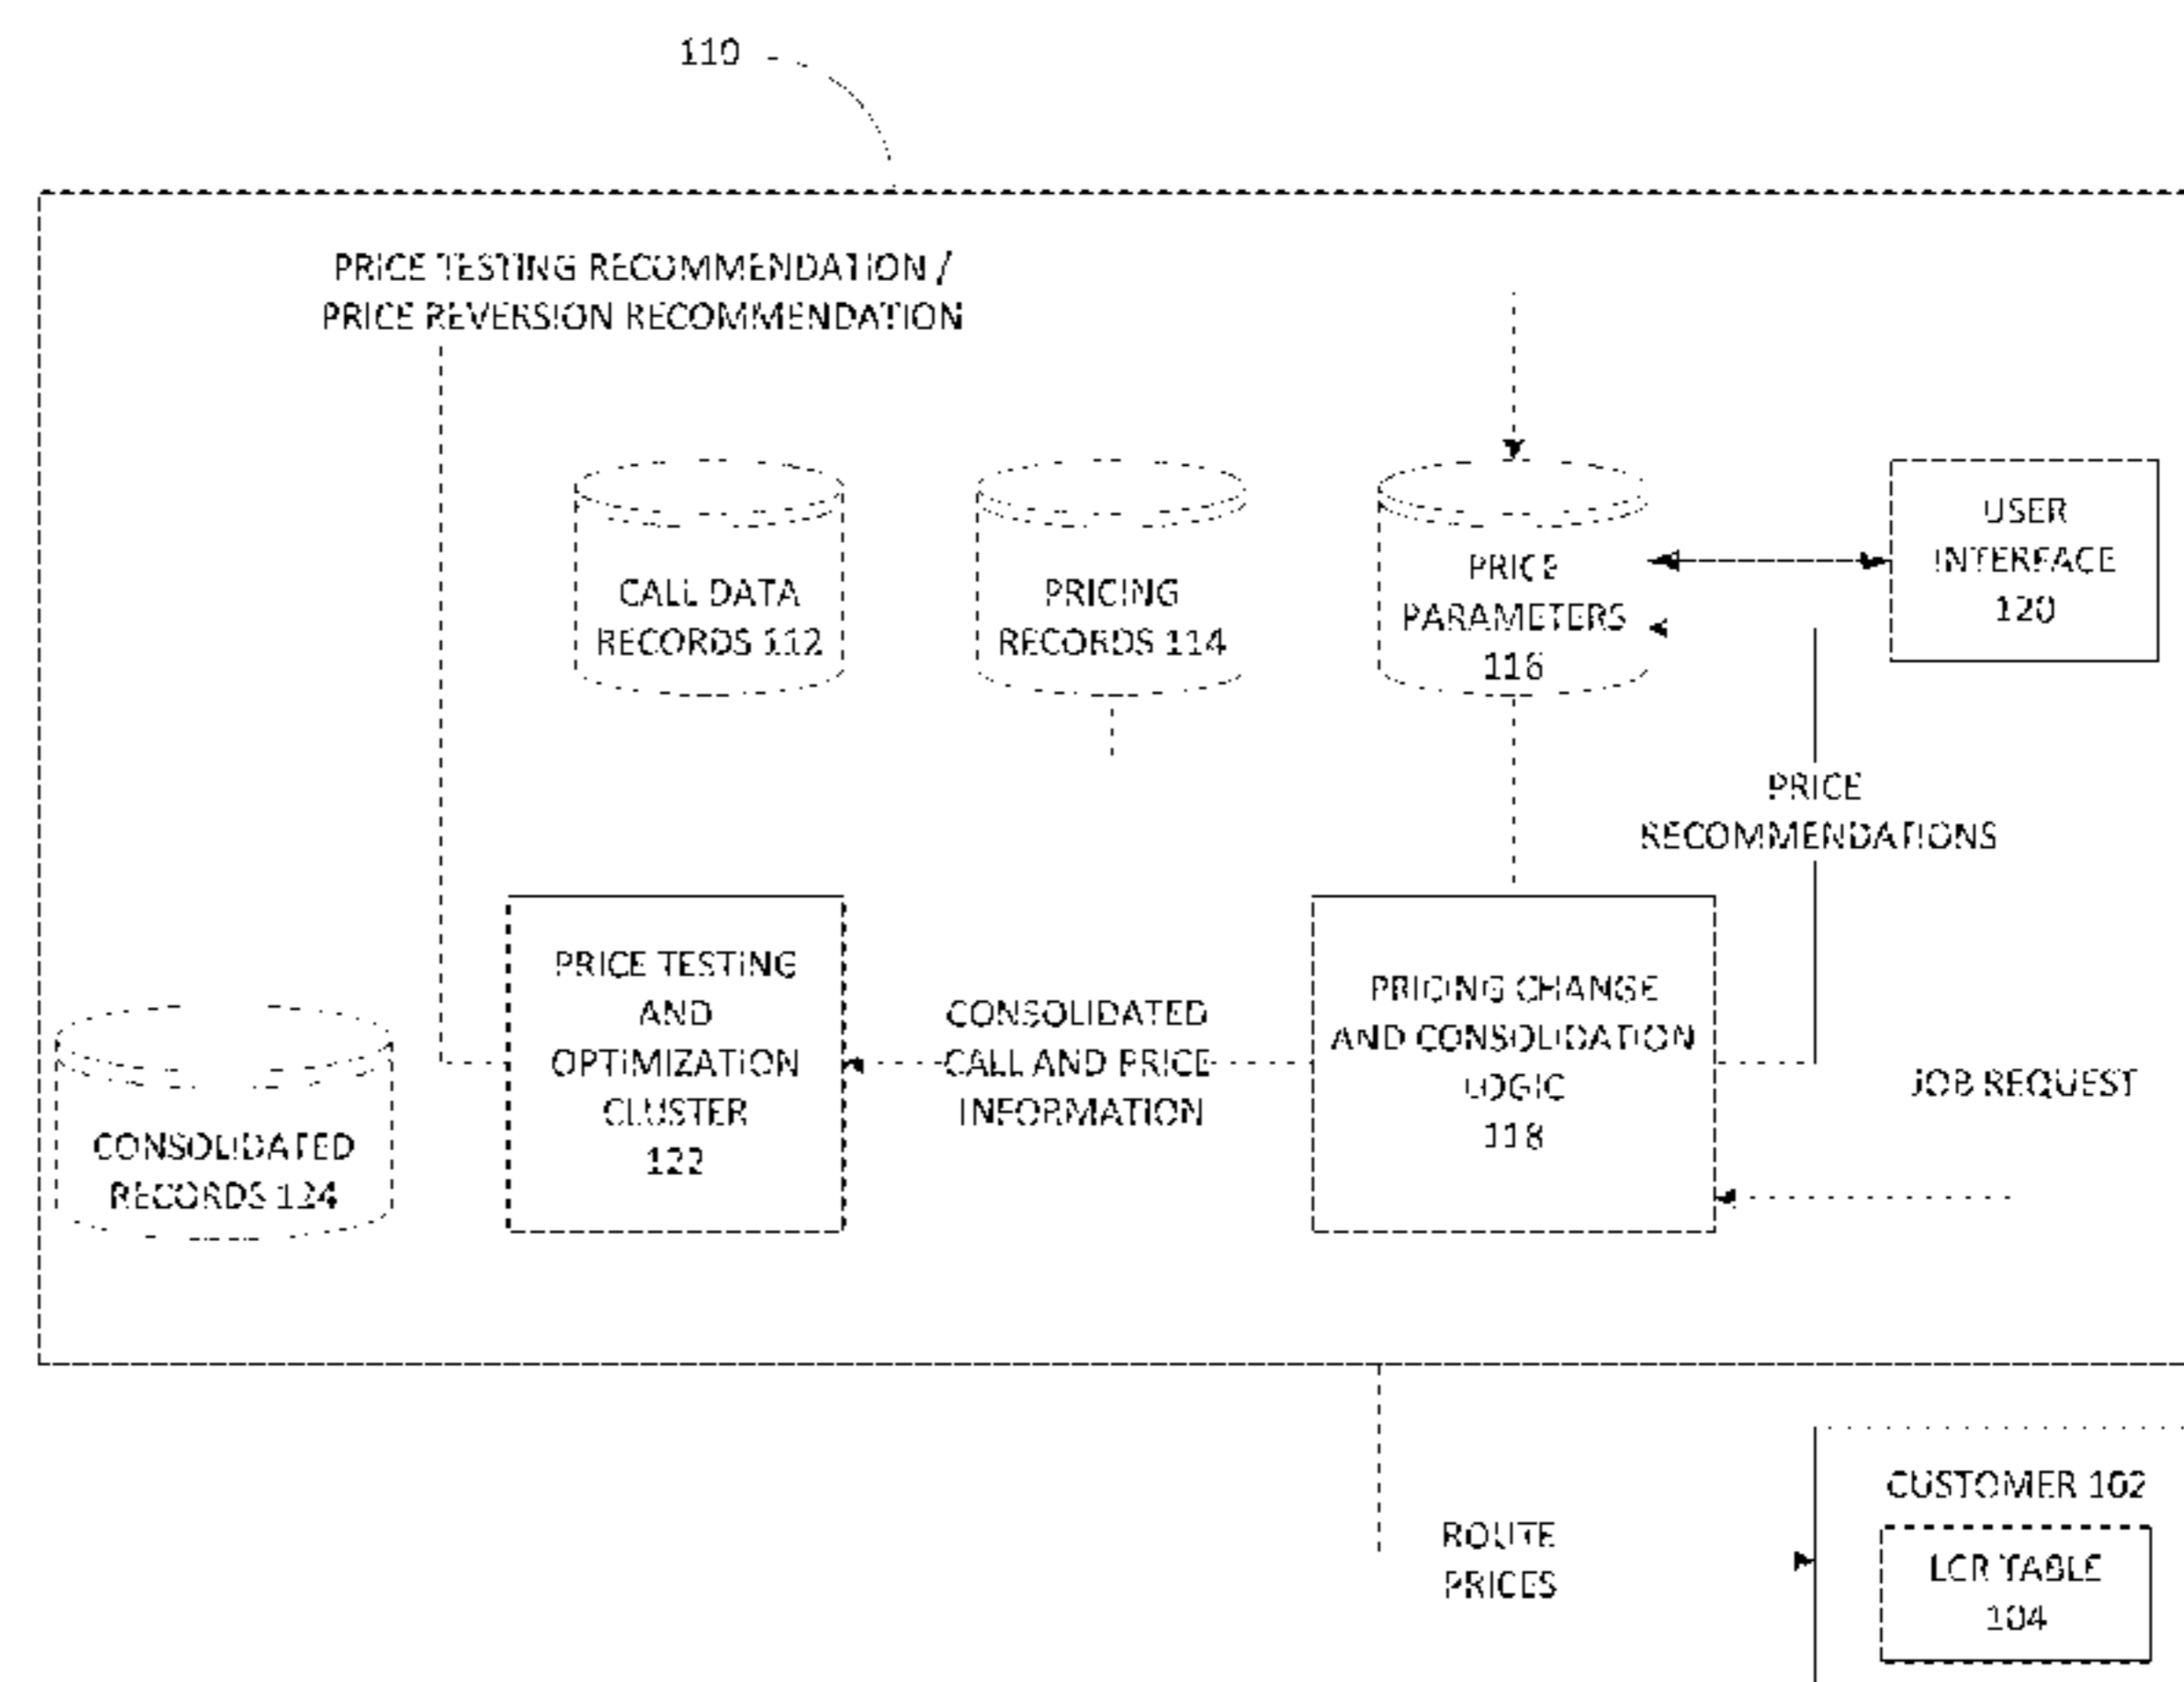 110
PRICE TESTING RECOMMENDATION /
PRICE REVERSION RECOMMENDATION
CALL DATA
RECORDS 112
PRICING
RECORDS 114
PRICE
PARAMETERS
116
USER
INTERFACE
120
PRICE
RECOMMENDATIONS
CONSOLIDATED
RECORDS 124
PRICE TESTING
AND
OPTIMIZATION
CLUSTER
122
CONSOLIDATED
CALL AND PRICE
INFORMATION
PRICING CHANGE
AND CONSOLIDATION
LOGIC
118
JOB REQUEST
ROUTE
PRICES
CUSTOMER 102
LCR TABLE
104